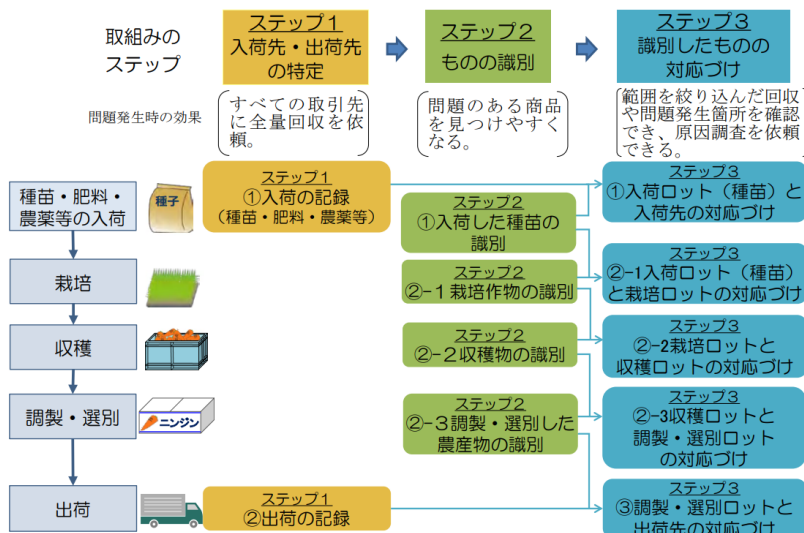 取組みの
ステップ
ステップ1
入荷先・出荷先
の特定
ステップ2
ものの識別
ステップ3
識別したものの
対応づけ
問題発生時の効果
すべての取引先
に全量回収を依
頼。
問題のある商品
を見つけやすく
なる。
範囲を絞り込んだ回収
や問題発生箇所を確認
でき、原因調査を依頼
できる。
種苗・肥料・
農薬等の入荷
種子
ステップ1
①入荷の記録
(種苗・肥料・農薬等)
ステップ2
①入荷した種苗の
識別
ステップ3
①入荷ロット(種苗)と
入荷先の対応づけ
栽培
ステップ2
②-1栽培作物の識別
ステップ3
②-1入荷ロット(種苗)
と栽培ロットの対応づけ
収穫
ステップ2
②-2収穫物の識別
ステップ3
②-2栽培ロットと
収穫ロットの対応づけ
調製・選別
ニンジン
ステップ2
②-3調製・選別した
農産物の識別
ステップ3
②-3収穫ロットと
調製・選別ロット
の対応づけ
出荷
ステップ1
②出荷の記録
ステップ3
③調製・選別ロットと
出荷先の対応づけ